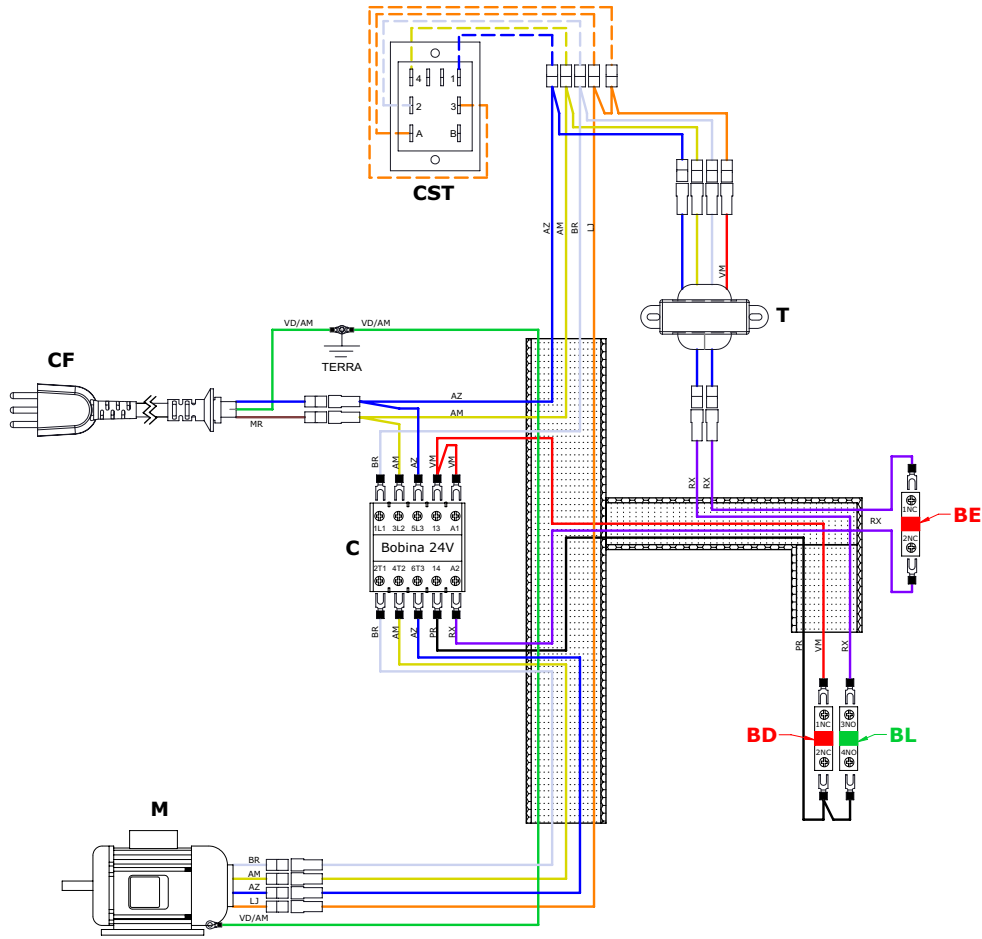 4 1
2 3
A B
CST
AZ
AM
BR
LJ
VM
T
VD/AM VD/AM
TERRA
CF
AZ
AM
MR
BR
AM
AZ
VM
VM
1L1 3L2 5L3 13 A1
C
Bobina 24V
2T1 4T2 6T3 14 A2
BR
AM
AZ
PR
RX
RX
RX
RX
1NC
BE
2NC
PR
VM
RX
1NC 3NO
BD
BL
2NC 4NO
M
BR
AM
AZ
LJ
VD/AM